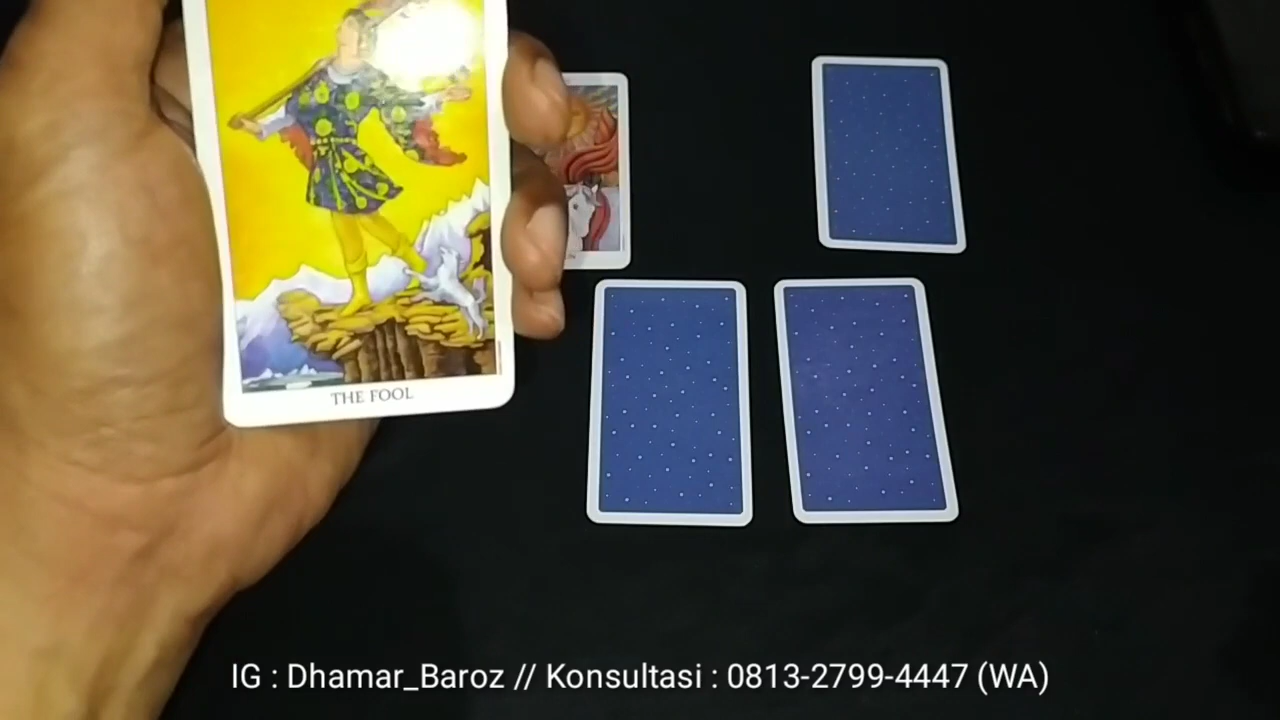 THE FOOL
IG : Dhamar_Baroz // Konsultasi : 0813-2799-4447 (WA)